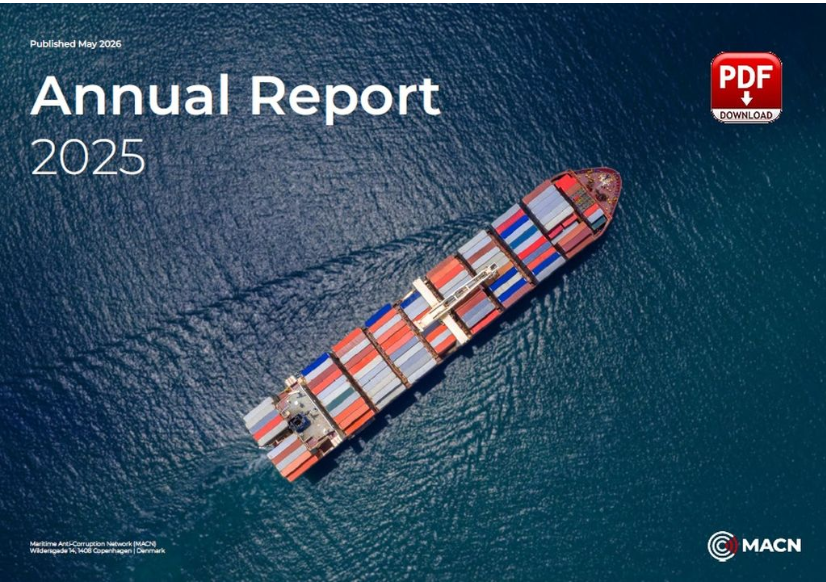 Published May 2026
Annual Report
2025
PDF
DOWNLOAD
Maritime Anti-Corruption Network (MACN)
Wildersgade 14, 1408 Copenhagen | Denmark
MACN